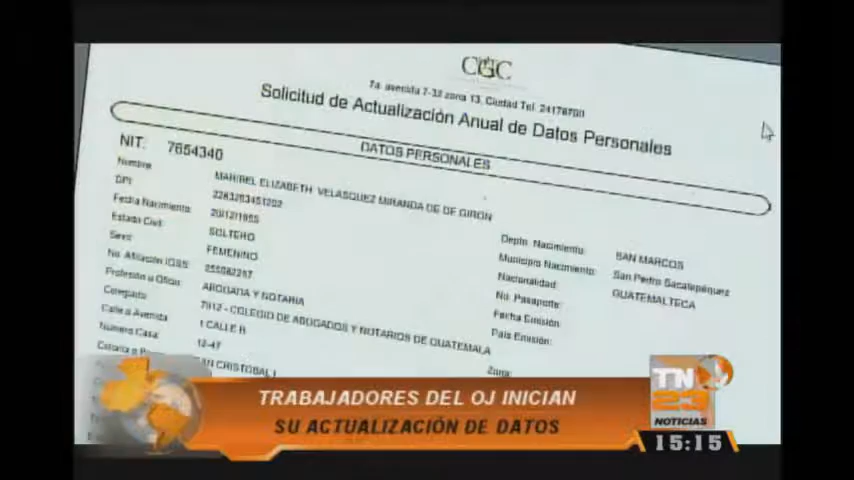 CGC
7a. avenida 7-32 zona 13, Ciudad Tel. 24178700
Solicitud de Actualización Anual de Datos Personales
DATOS PERSONALES
NIT: 7654340
Nombre MARIBEL ELIZABETH VELASQUEZ MIRANDA DE DE GIRON
DPI:
Fecha Nacimiento: 20/12/1955
Estado Civil: SOLTERO
Sexo: FEMENINO
No. Afiliación IGSS:
Profesión u Oficio: ABOGADA Y NOTARIA
Colegiado: 7912 - COLEGIO DE ABOGADOS Y NOTARIOS DE GUATEMALA
Calle o Avenida 1 CALLE B
Número Casa: 12-47
SAN CRISTOBAL I
Depto. Nacimiento: SAN MARCOS
Municipio Nacimiento: San Pedro Sacatepéquez
Nacionalidad: GUATEMALTECA
No. Pasaporte:
Fecha Emisión:
País Emisión:
Zona:
TRABAJADORES DEL OJ INICIAN
SU ACTUALIZACIÓN DE DATOS
TN
23
NOTICIAS
15:15